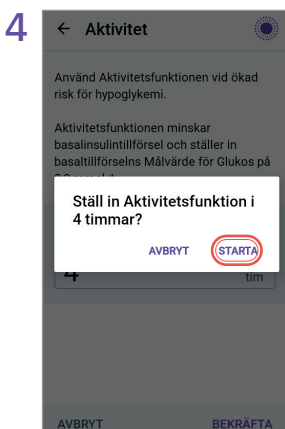 4
Aktivitet
Använd Aktivitetsfunktionen vid ökad
risk för hypoglykemi.
Aktivitetsfunktionen minskar
basalinsulintillförsel och ställer in
basaltillförselns Målvärde för Glukos på
Ställ in Aktivitetsfunktion i
4 timmar?
AVBRYT STARTA
4 tim
AVBRYT BEKRÄFTA